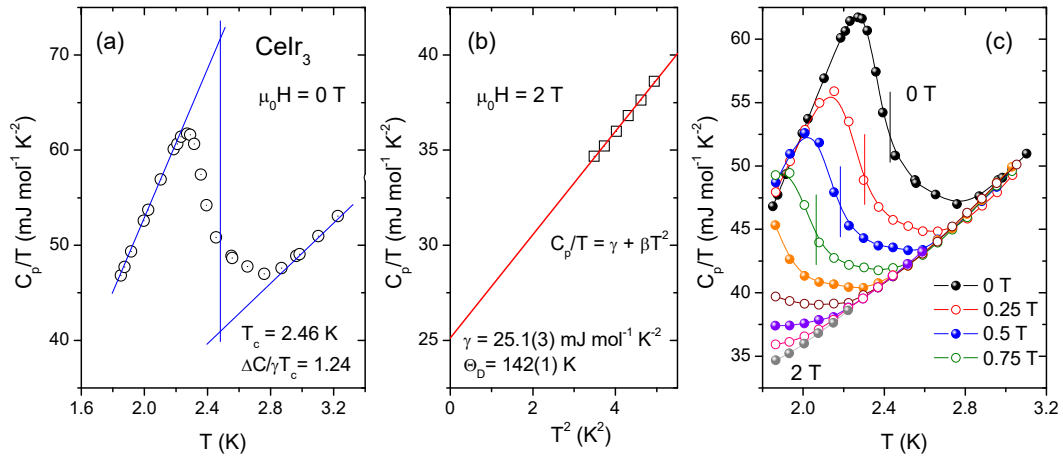 (a)
CeIr₃
μ₀H = 0 T
T꜀ = 2.46 K
ΔC/γT꜀ = 1.24
Cₚ/T (mJ mol⁻¹ K⁻²)
70
60
50
40
1.6 2.0 2.4 2.8 3.2
T (K)
(b)
μ₀H = 2 T
Cₚ/T = γ + βT²
γ = 25.1(3) mJ mol⁻¹ K⁻²
Θ_D= 142(1) K
Cₚ/T (mJ mol⁻¹ K⁻²)
40
35
30
25
0 2 4
T² (K²)
(c)
0 T
0 T
0.25 T
0.5 T
0.75 T
2 T
Cₚ/T (mJ mol⁻¹ K⁻²)
60
55
50
45
40
35
2.0 2.4 2.8 3.2
T (K)